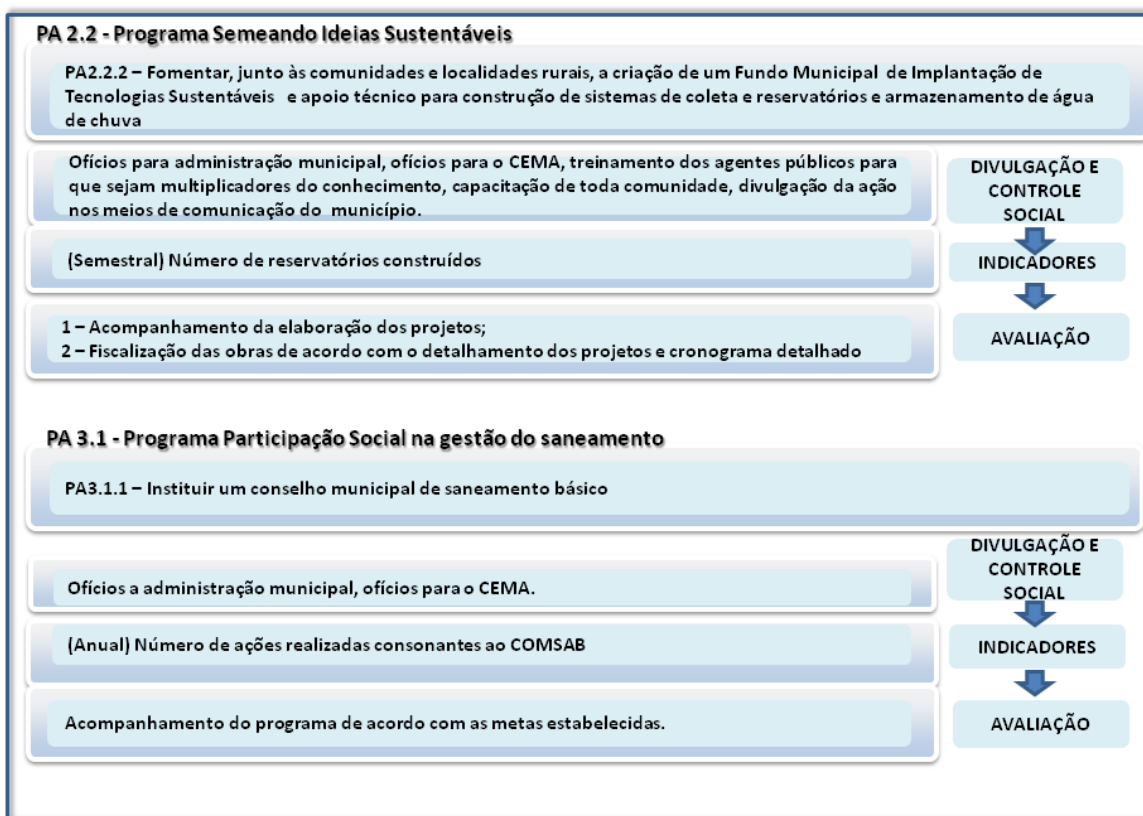 PA 2.2 - Programa Semeando Ideias Sustentáveis
PA2.2.2 – Fomentar, junto às comunidades e localidades rurais, a criação de um Fundo Municipal de Implantação de
Tecnologias Sustentáveis e apoio técnico para construção de sistemas de coleta e reservatórios e armazenamento de água
de chuva
Ofícios para administração municipal, ofícios para o CEMA, treinamento dos agentes públicos para
que sejam multiplicadores do conhecimento, capacitação de toda comunidade, divulgação da ação
nos meios de comunicação do município.
DIVULGAÇÃO E
CONTROLE
SOCIAL
(Semestral) Número de reservatórios construídos
INDICADORES
1 – Acompanhamento da elaboração dos projetos;
2 – Fiscalização das obras de acordo com o detalhamento dos projetos e cronograma detalhado
AVALIAÇÃO
PA 3.1 - Programa Participação Social na gestão do saneamento
PA3.1.1 – Instituir um conselho municipal de saneamento básico
Ofícios a administração municipal, ofícios para o CEMA.
DIVULGAÇÃO E
CONTROLE
SOCIAL
(Anual) Número de ações realizadas consonantes ao COMSAB
INDICADORES
Acompanhamento do programa de acordo com as metas estabelecidas.
AVALIAÇÃO